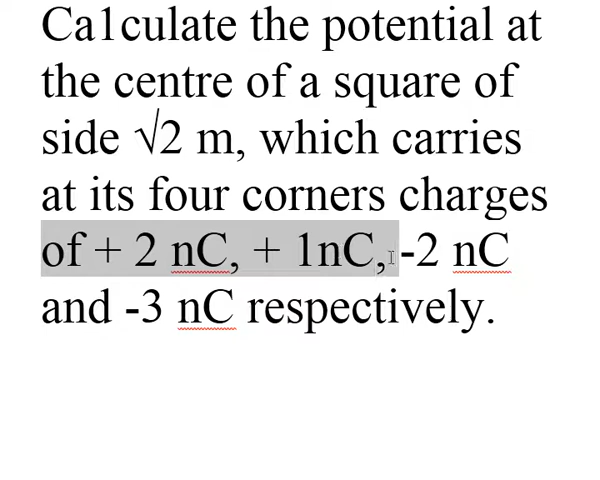 Calculate the potential at
the centre of a square of
side √2 m, which carries
at its four corners charges
of + 2 nC, + 1nC, -2 nC
and -3 nC respectively.